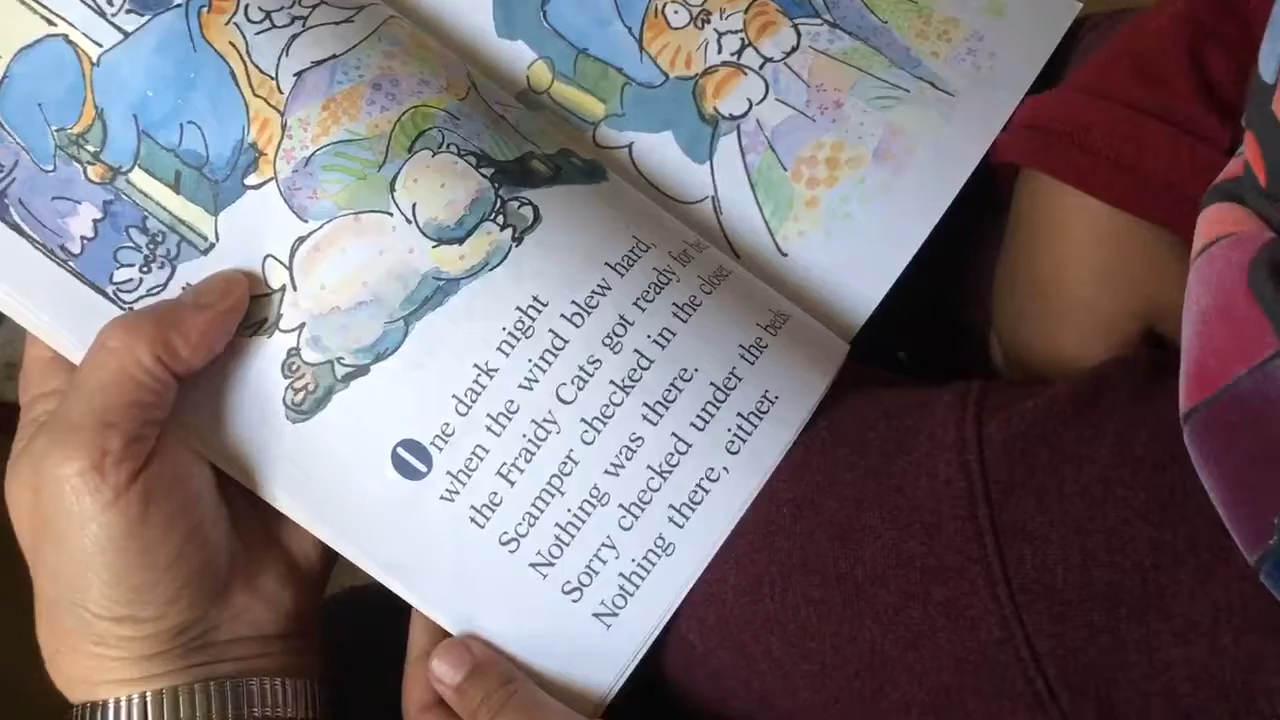 One dark night
when the wind blew hard,
the Fraidy Cats got ready for bed.
Scamper checked in the closet.
Nothing was there.
Sorry checked under the beds.
Nothing there, either.